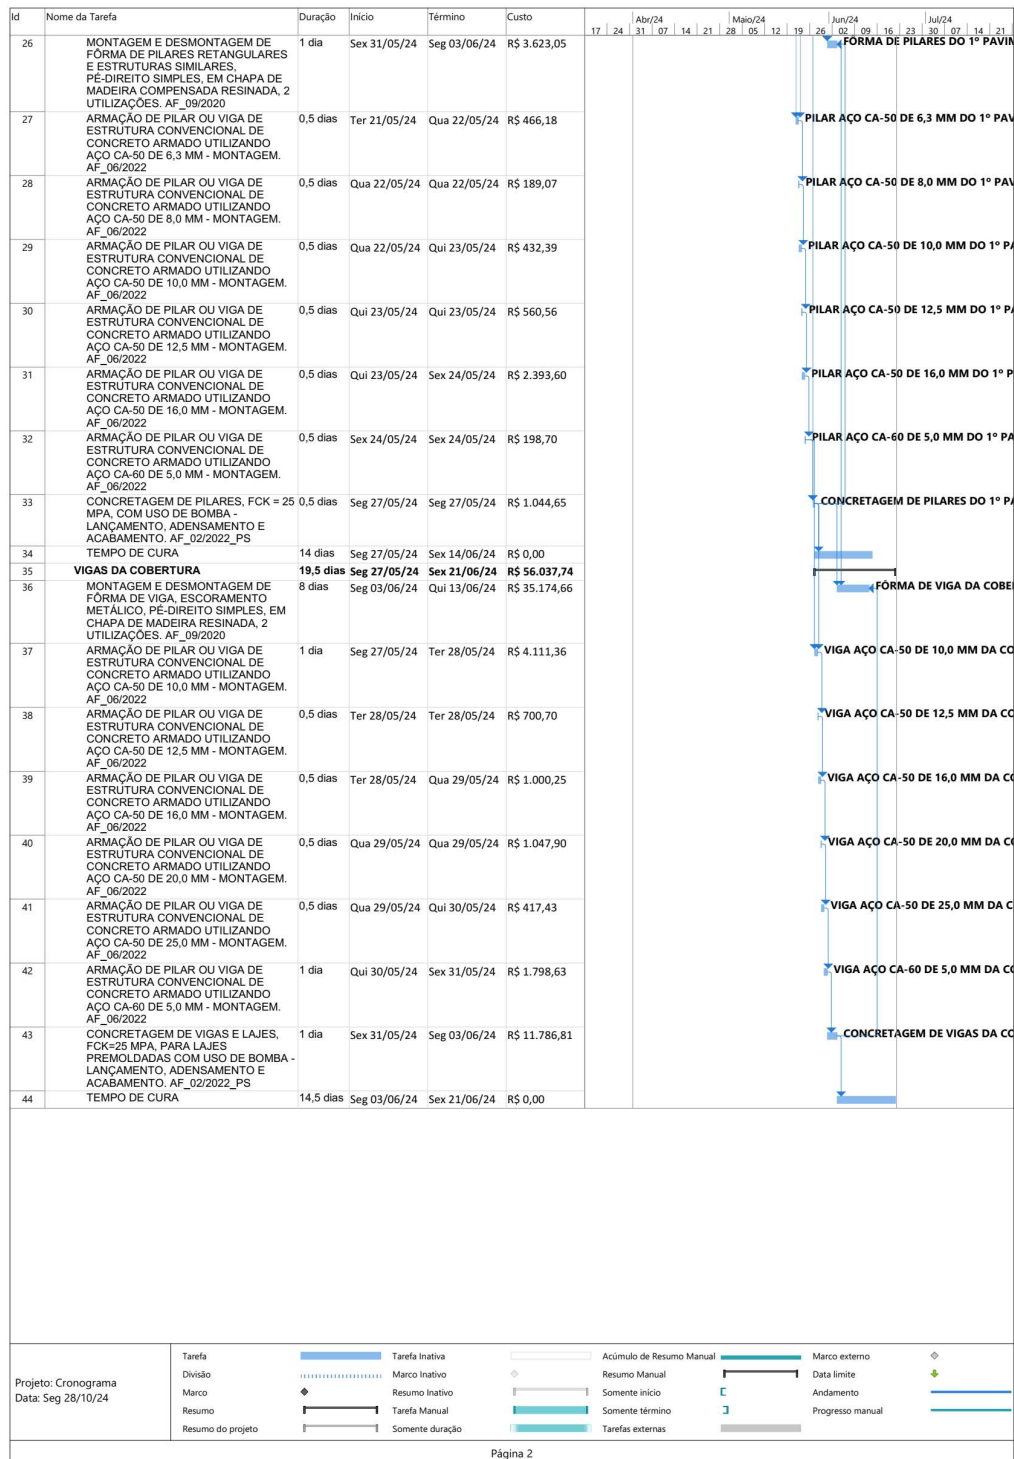 Id Nome da Tarefa Duração Início Término Custo Abr/24 Maio/24 Jun/24 Jul/24
17 24 31 07 14 21 28 05 12 19 26 02 09 16 23 30 07 14 21
26 MONTAGEM E DESMONTAGEM DE 1 dia Sex 31/05/24 Seg 03/06/24 R$ 3.623,05 FÔRMA DE PILARES DO 1º PAVIM
FÔRMA DE PILARES RETANGULARES
E ESTRUTURAS SIMILARES,
PÉ-DIREITO SIMPLES, EM CHAPA DE
MADEIRA COMPENSADA RESINADA, 2
UTILIZAÇÕES. AF_09/2020
27 ARMAÇÃO DE PILAR OU VIGA DE 0,5 dias Ter 21/05/24 Qua 22/05/24 R$ 466,18 PILAR AÇO CA-50 DE 6,3 MM DO 1º PAV
ESTRUTURA CONVENCIONAL DE
CONCRETO ARMADO UTILIZANDO
AÇO CA-50 DE 6,3 MM - MONTAGEM.
AF_06/2022
28 ARMAÇÃO DE PILAR OU VIGA DE 0,5 dias Qua 22/05/24 Qua 22/05/24 R$ 189,07 PILAR AÇO CA-50 DE 8,0 MM DO 1º PAV
ESTRUTURA CONVENCIONAL DE
CONCRETO ARMADO UTILIZANDO
AÇO CA-50 DE 8,0 MM - MONTAGEM.
AF_06/2022
29 ARMAÇÃO DE PILAR OU VIGA DE 0,5 dias Qua 22/05/24 Qui 23/05/24 R$ 432,39 PILAR AÇO CA-50 DE 10,0 MM DO 1º PA
ESTRUTURA CONVENCIONAL DE
CONCRETO ARMADO UTILIZANDO
AÇO CA-50 DE 10,0 MM - MONTAGEM.
AF_06/2022
30 ARMAÇÃO DE PILAR OU VIGA DE 0,5 dias Qui 23/05/24 Qui 23/05/24 R$ 560,56 PILAR AÇO CA-50 DE 12,5 MM DO 1º PA
ESTRUTURA CONVENCIONAL DE
CONCRETO ARMADO UTILIZANDO
AÇO CA-50 DE 12,5 MM - MONTAGEM.
AF_06/2022
31 ARMAÇÃO DE PILAR OU VIGA DE 0,5 dias Qui 23/05/24 Sex 24/05/24 R$ 2.393,60 PILAR AÇO CA-50 DE 16,0 MM DO 1º P
ESTRUTURA CONVENCIONAL DE
CONCRETO ARMADO UTILIZANDO
AÇO CA-50 DE 16,0 MM - MONTAGEM.
AF_06/2022
32 ARMAÇÃO DE PILAR OU VIGA DE 0,5 dias Sex 24/05/24 Sex 24/05/24 R$ 198,70 PILAR AÇO CA-60 DE 5,0 MM DO 1º PA
ESTRUTURA CONVENCIONAL DE
CONCRETO ARMADO UTILIZANDO
AÇO CA-60 DE 5,0 MM - MONTAGEM.
AF_06/2022
33 CONCRETAGEM DE PILARES, FCK = 25 0,5 dias Seg 27/05/24 Seg 27/05/24 R$ 1.044,65 CONCRETAGEM DE PILARES DO 1º PA
MPA, COM USO DE BOMBA -
LANÇAMENTO, ADENSAMENTO E
ACABAMENTO. AF_02/2022_PS
34 TEMPO DE CURA 14 dias Seg 27/05/24 Sex 14/06/24 R$ 0,00
35 VIGAS DA COBERTURA 19,5 dias Seg 27/05/24 Sex 21/06/24 R$ 56.037,74
36 MONTAGEM E DESMONTAGEM DE 8 dias Seg 03/06/24 Qui 13/06/24 R$ 35.174,66 FÔRMA DE VIGA DA COBER
FÔRMA DE VIGA, ESCORAMENTO
METÁLICO, PÉ-DIREITO SIMPLES, EM
CHAPA DE MADEIRA RESINADA, 2
UTILIZAÇÕES. AF_09/2020
37 ARMAÇÃO DE PILAR OU VIGA DE 1 dia Seg 27/05/24 Ter 28/05/24 R$ 4.111,36 VIGA AÇO CA-50 DE 10,0 MM DA CO
ESTRUTURA CONVENCIONAL DE
CONCRETO ARMADO UTILIZANDO
AÇO CA-50 DE 10,0 MM - MONTAGEM.
AF_06/2022
38 ARMAÇÃO DE PILAR OU VIGA DE 0,5 dias Ter 28/05/24 Ter 28/05/24 R$ 700,70 VIGA AÇO CA-50 DE 12,5 MM DA CO
ESTRUTURA CONVENCIONAL DE
CONCRETO ARMADO UTILIZANDO
AÇO CA-50 DE 12,5 MM - MONTAGEM.
AF_06/2022
39 ARMAÇÃO DE PILAR OU VIGA DE 0,5 dias Ter 28/05/24 Qua 29/05/24 R$ 1.000,25 VIGA AÇO CA-50 DE 16,0 MM DA CO
ESTRUTURA CONVENCIONAL DE
CONCRETO ARMADO UTILIZANDO
AÇO CA-50 DE 16,0 MM - MONTAGEM.
AF_06/2022
40 ARMAÇÃO DE PILAR OU VIGA DE 0,5 dias Qua 29/05/24 Qua 29/05/24 R$ 1.047,90 VIGA AÇO CA-50 DE 20,0 MM DA CO
ESTRUTURA CONVENCIONAL DE
CONCRETO ARMADO UTILIZANDO
AÇO CA-50 DE 20,0 MM - MONTAGEM.
AF_06/2022
41 ARMAÇÃO DE PILAR OU VIGA DE 0,5 dias Qua 29/05/24 Qui 30/05/24 R$ 417,43 VIGA AÇO CA-50 DE 25,0 MM DA C
ESTRUTURA CONVENCIONAL DE
CONCRETO ARMADO UTILIZANDO
AÇO CA-50 DE 25,0 MM - MONTAGEM.
AF_06/2022
42 ARMAÇÃO DE PILAR OU VIGA DE 1 dia Qui 30/05/24 Sex 31/05/24 R$ 1.798,63 VIGA AÇO CA-60 DE 5,0 MM DA CO
ESTRUTURA CONVENCIONAL DE
CONCRETO ARMADO UTILIZANDO
AÇO CA-60 DE 5,0 MM - MONTAGEM.
AF_06/2022
43 CONCRETAGEM DE VIGAS E LAJES, 1 dia Sex 31/05/24 Seg 03/06/24 R$ 11.786,81 CONCRETAGEM DE VIGAS DA CO
FCK=25 MPA, PARA LAJES
PREMOLDADAS COM USO DE BOMBA -
LANÇAMENTO, ADENSAMENTO E
ACABAMENTO. AF_02/2022_PS
44 TEMPO DE CURA 14,5 dias Seg 03/06/24 Sex 21/06/24 R$ 0,00
Projeto: Cronograma
Data: Seg 28/10/24
Tarefa Tarefa Inativa Acúmulo de Resumo Manual Marco externo
Divisão Marco Inativo Resumo Manual Data limite
Marco Resumo Inativo Somente início Andamento
Resumo Tarefa Manual Somente término Progresso manual
Resumo do projeto Somente duração Tarefas externas
Página 2